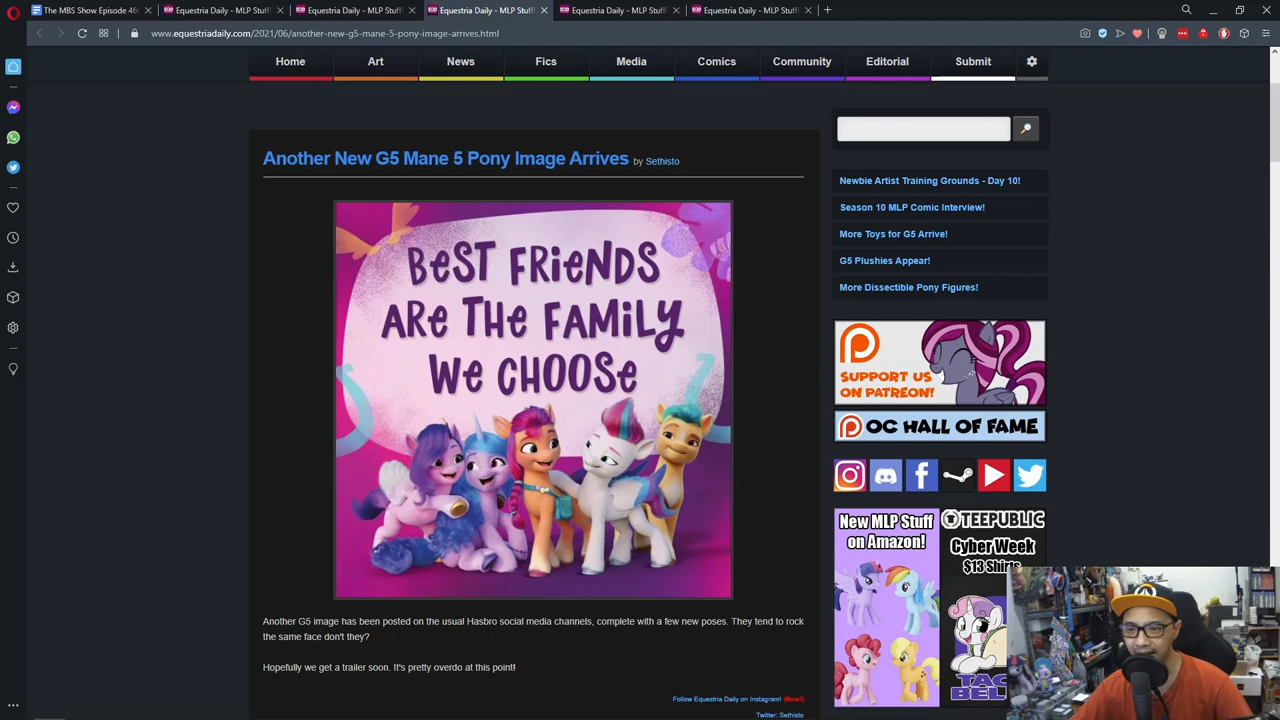 The MBS Show Episode 460
Equestria Daily - MLP Stuff!
Equestria Daily - MLP Stuff!
Equestria Daily - MLP Stuff!
Equestria Daily - MLP Stuff!
Equestria Daily - MLP Stuff!
www.equestriadaily.com/2021/06/another-new-g5-mane-5-pony-image-arrives.html
Home
Art
News
Fics
Media
Comics
Community
Editorial
Submit
Another New G5 Mane 5 Pony Image Arrives by Sethisto
BEST FRiENDS
ARE THE FAMiLY
WE CHOOSE
Another G5 image has been posted on the usual Hasbro social media channels, complete with a few new poses. They tend to rock
the same face don't they?
Hopefully we get a trailer soon. It's pretty overdo at this point!
Follow Equestria Daily on Instagram! (New!)
Twitter: Sethisto
Newbie Artist Training Grounds - Day 10!
Season 10 MLP Comic Interview!
More Toys for G5 Arrive!
G5 Plushies Appear!
More Dissectible Pony Figures!
SUPPORT US
ON PATREON!
OC HALL OF FAME
New MLP Stuff
on Amazon!
TEEPUBLIC
Cyber Week
$13 Shirts
TAC
BEL